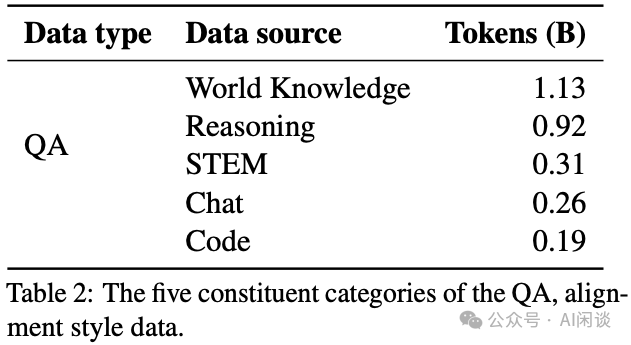 Data type Data source Tokens (B)
World Knowledge 1.13
Reasoning 0.92
QA
STEM 0.31
Chat 0.26
Code 0.19
Table 2: The five constituent categories of the QA, align-
ment style data.
公众号 · AI闲谈